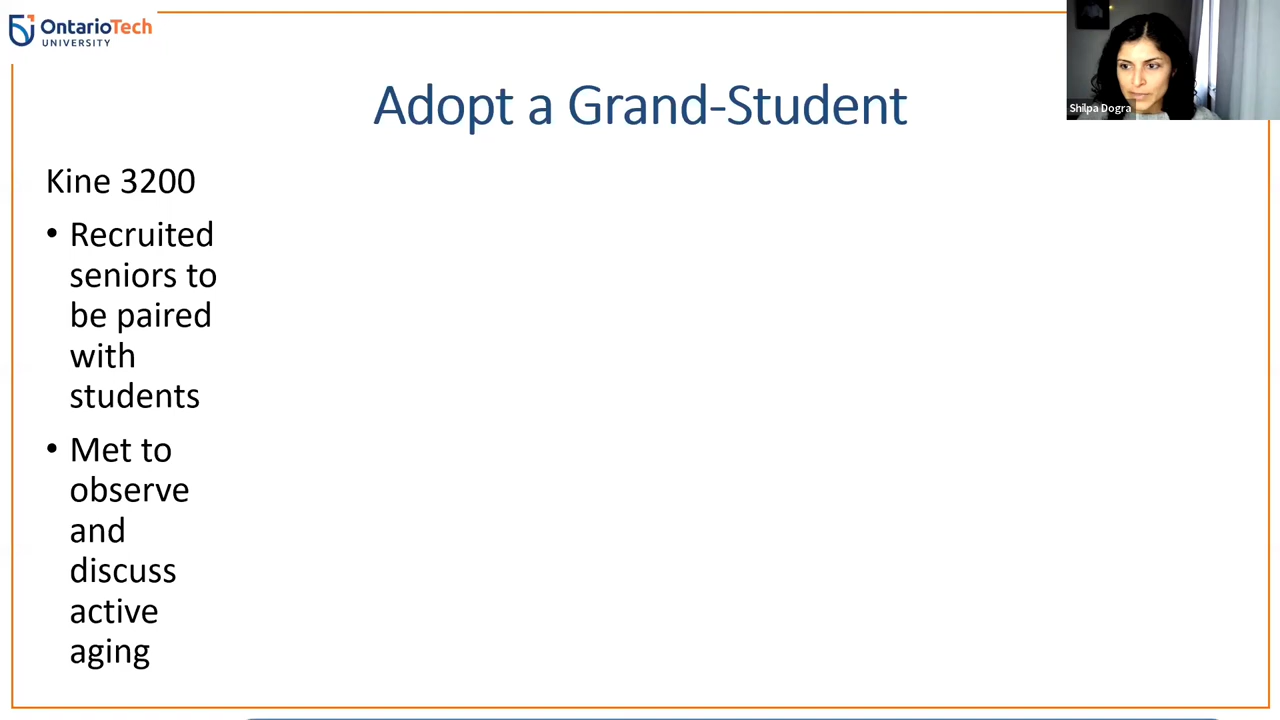 OntarioTech
UNIVERSITY
Shilpa Dogra
Adopt a Grand-Student
Kine 3200
• Recruited
seniors to
be paired
with
students
• Met to
observe
and
discuss
active
aging